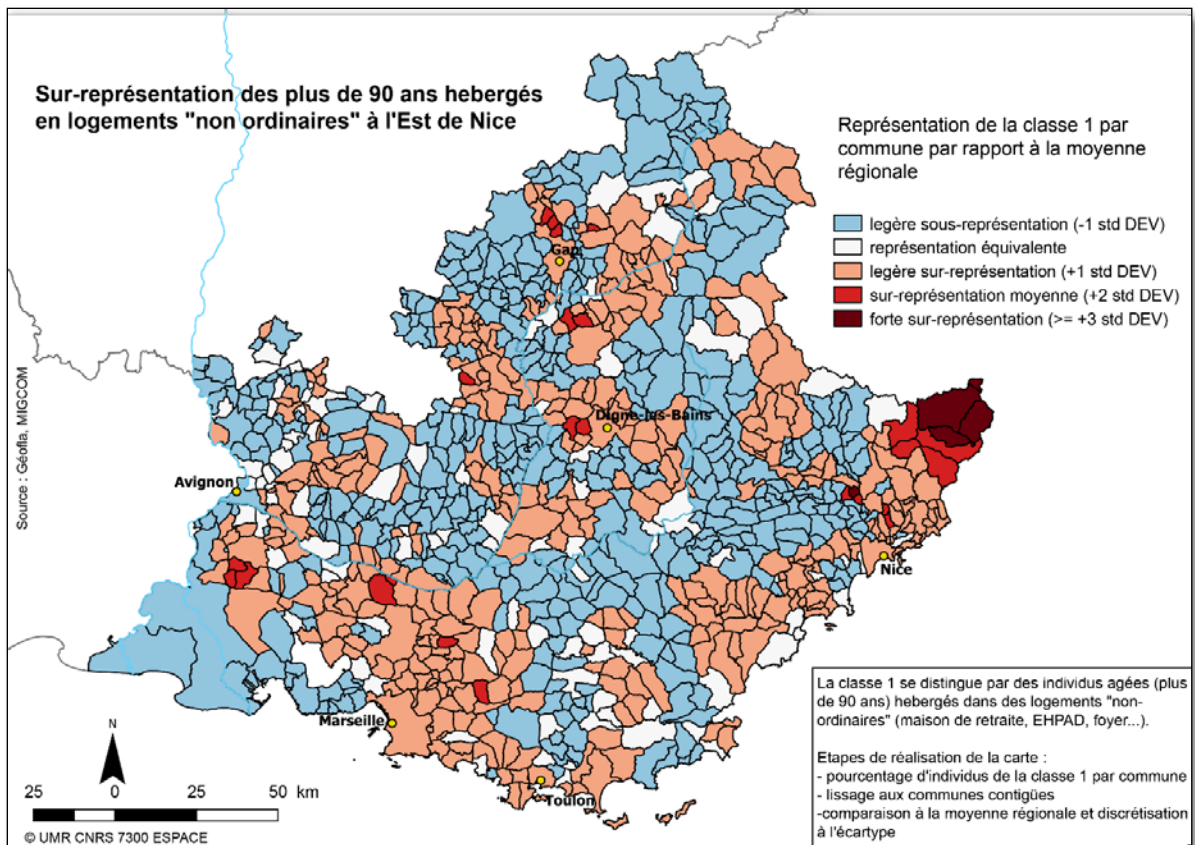 Sur-représentation des plus de 90 ans hebergés
en logements "non ordinaires" à l'Est de Nice
Représentation de la classe 1 par
commune par rapport à la moyenne
régionale
legère sous-représentation (-1 std DEV)
représentation équivalente
legère sur-représentation (+1 std DEV)
sur-représentation moyenne (+2 std DEV)
forte sur-représentation (>= +3 std DEV)
Gap
Digne-les-Bains
Avignon
Nice
Marseille
Toulon
Source : Géofla, MIGCOM
N
25 0 25 50 km
© UMR CNRS 7300 ESPACE
La classe 1 se distingue par des individus agées (plus
de 90 ans) hebergés dans des logements "non-
ordinaires" (maison de retraite, EHPAD, foyer...).
Etapes de réalisation de la carte :
- pourcentage d'individus de la classe 1 par commune
- lissage aux communes contigües
-comparaison à la moyenne régionale et discrétisation
à l'écartype